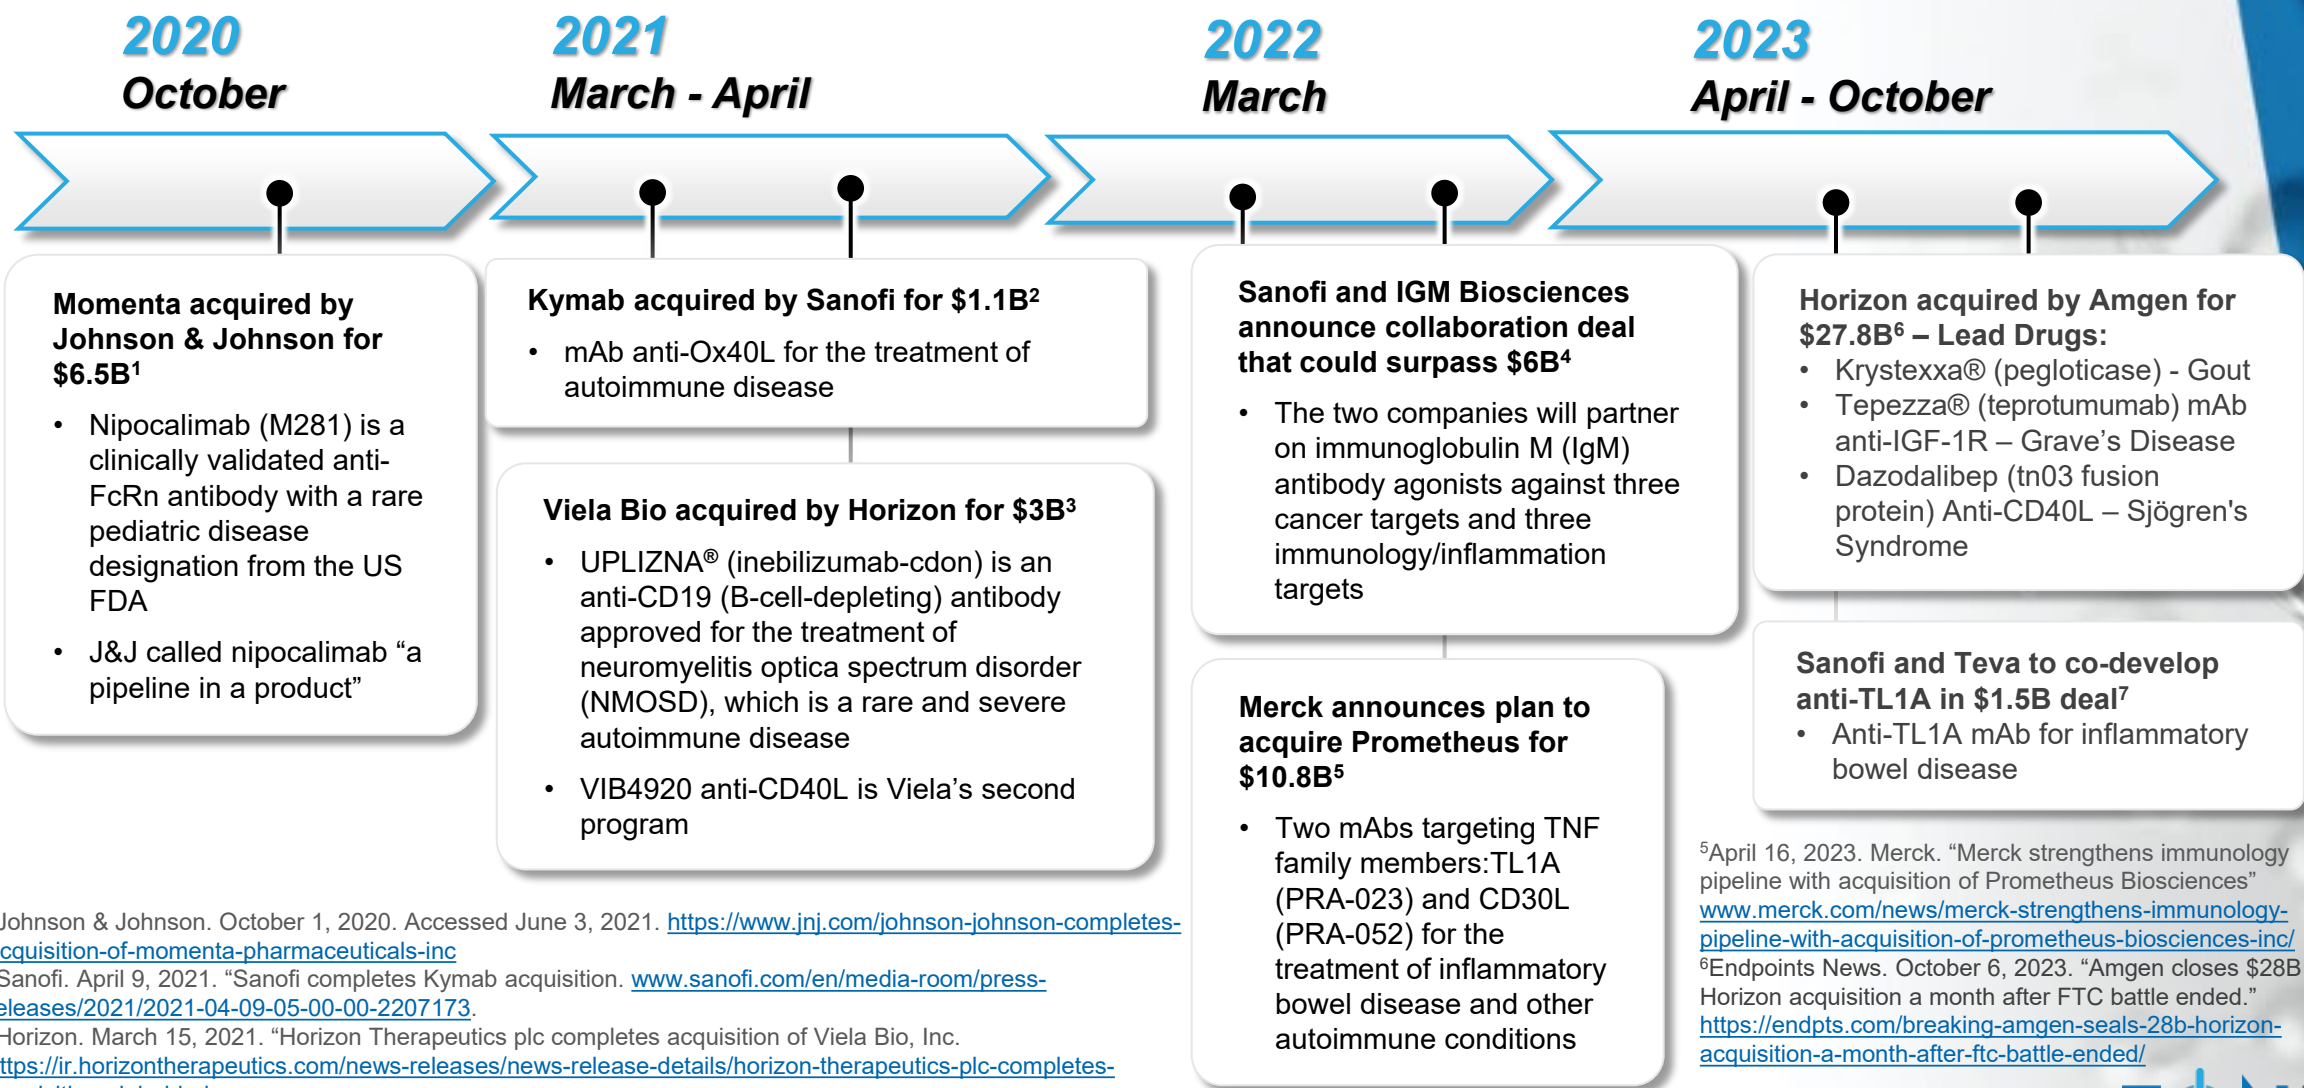 2020
October
2021
March - April
2022
March
2023
April - October
Momenta acquired by
Johnson & Johnson for
$6.5B¹
• Nipocalimab (M281) is a
clinically validated anti-
FcRn antibody with a rare
pediatric disease
designation from the US
FDA
• J&J called nipocalimab “a
pipeline in a product”
Kymab acquired by Sanofi for $1.1B²
• mAb anti-Ox40L for the treatment of
autoimmune disease
Viela Bio acquired by Horizon for $3B³
• UPLIZNA® (inebilizumab-cdon) is an
anti-CD19 (B-cell-depleting) antibody
approved for the treatment of
neuromyelitis optica spectrum disorder
(NMOSD), which is a rare and severe
autoimmune disease
• VIB4920 anti-CD40L is Viela’s second
program
Sanofi and IGM Biosciences
announce collaboration deal
that could surpass $6B⁴
• The two companies will partner
on immunoglobulin M (IgM)
antibody agonists against three
cancer targets and three
immunology/inflammation
targets
Merck announces plan to
acquire Prometheus for
$10.8B⁵
• Two mAbs targeting TNF
family members:TL1A
(PRA-023) and CD30L
(PRA-052) for the
treatment of inflammatory
bowel disease and other
autoimmune conditions
Horizon acquired by Amgen for
$27.8B⁶ – Lead Drugs:
• Krystexxa® (pegloticase) - Gout
• Tepezza® (teprotumumab) mAb
anti-IGF-1R – Grave’s Disease
• Dazodalibep (tn03 fusion
protein) Anti-CD40L – Sjögren's
Syndrome
Sanofi and Teva to co-develop
anti-TL1A in $1.5B deal⁷
• Anti-TL1A mAb for inflammatory
bowel disease
Johnson & Johnson. October 1, 2020. Accessed June 3, 2021. https://www.jnj.com/johnson-johnson-completes-
cquisition-of-momenta-pharmaceuticals-inc
Sanofi. April 9, 2021. “Sanofi completes Kymab acquisition. www.sanofi.com/en/media-room/press-
eleases/2021/2021-04-09-05-00-00-2207173.
Horizon. March 15, 2021. “Horizon Therapeutics plc completes acquisition of Viela Bio, Inc.
ttps://ir.horizontherapeutics.com/news-releases/news-release-details/horizon-therapeutics-plc-completes-
⁵April 16, 2023. Merck. “Merck strengthens immunology
pipeline with acquisition of Prometheus Biosciences”
www.merck.com/news/merck-strengthens-immunology-
pipeline-with-acquisition-of-prometheus-biosciences-inc/
⁶Endpoints News. October 6, 2023. “Amgen closes $28B
Horizon acquisition a month after FTC battle ended.”
https://endpts.com/breaking-amgen-seals-28b-horizon-
acquisition-a-month-after-ftc-battle-ended/